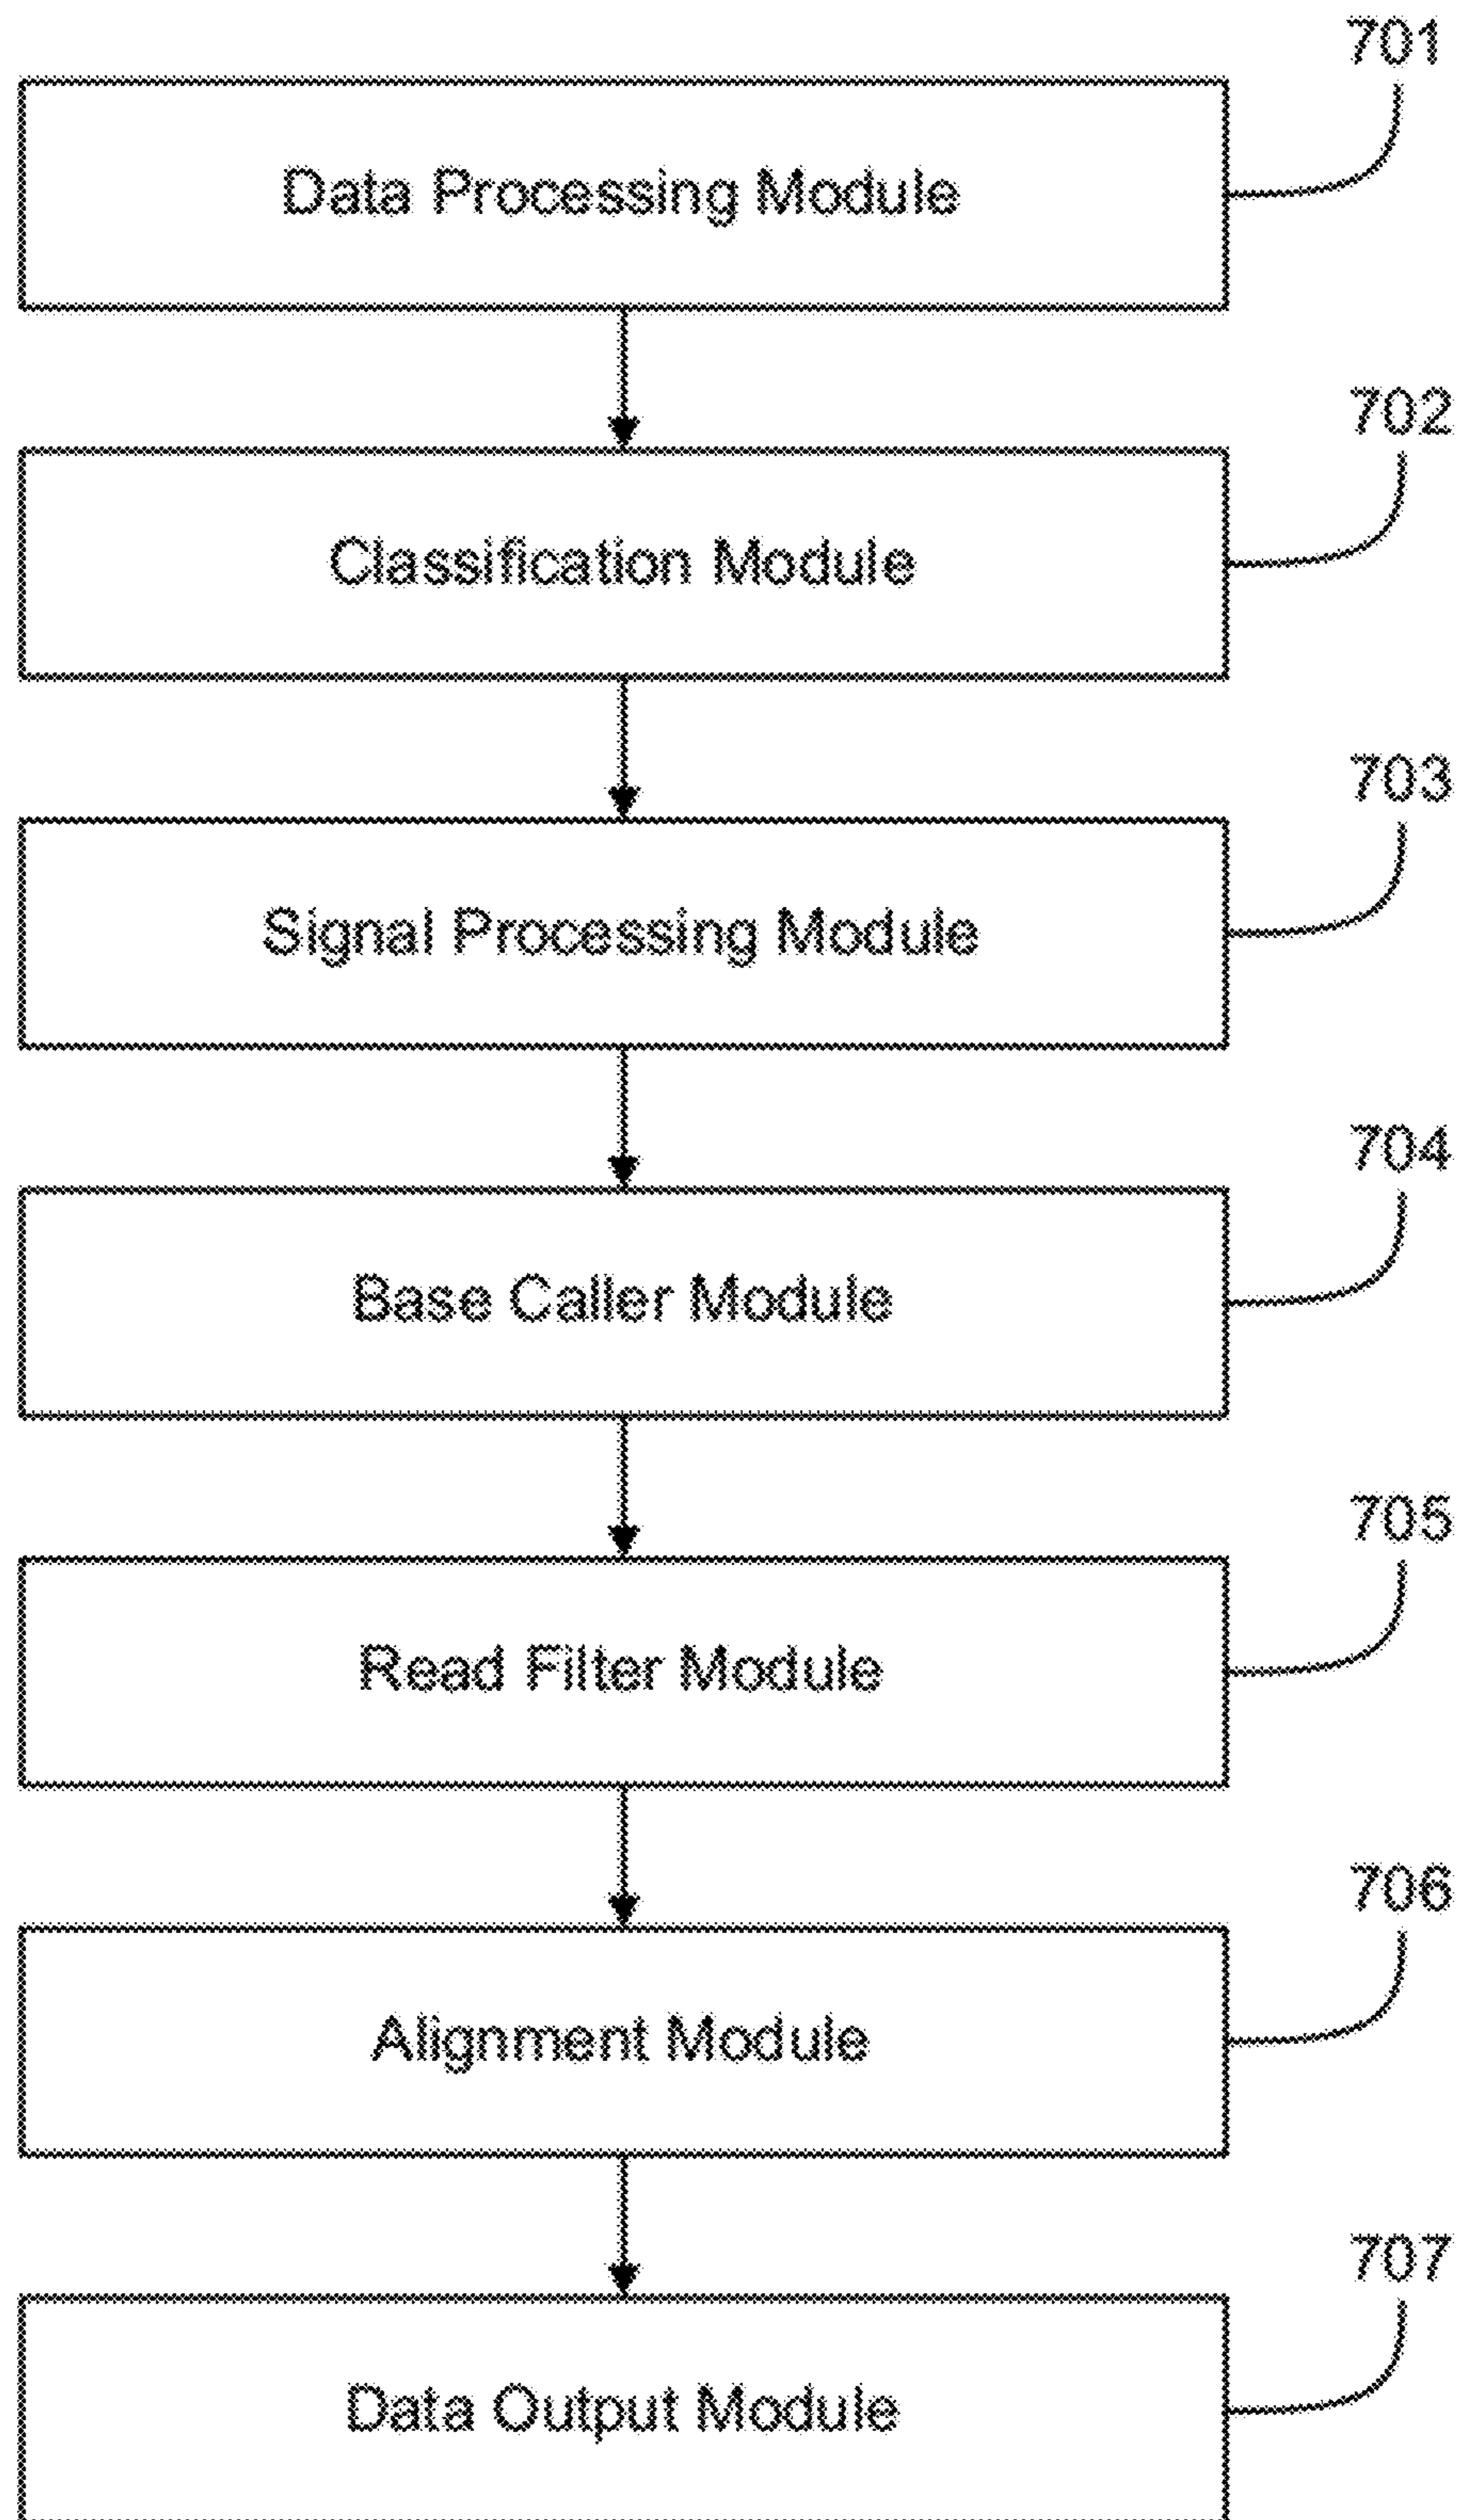 701
Data Processing Module
702
Classification Module
703
Signal Processing Module
704
Base Caller Module
705
Read Filter Module
706
Alignment Module
707
Data Output Module